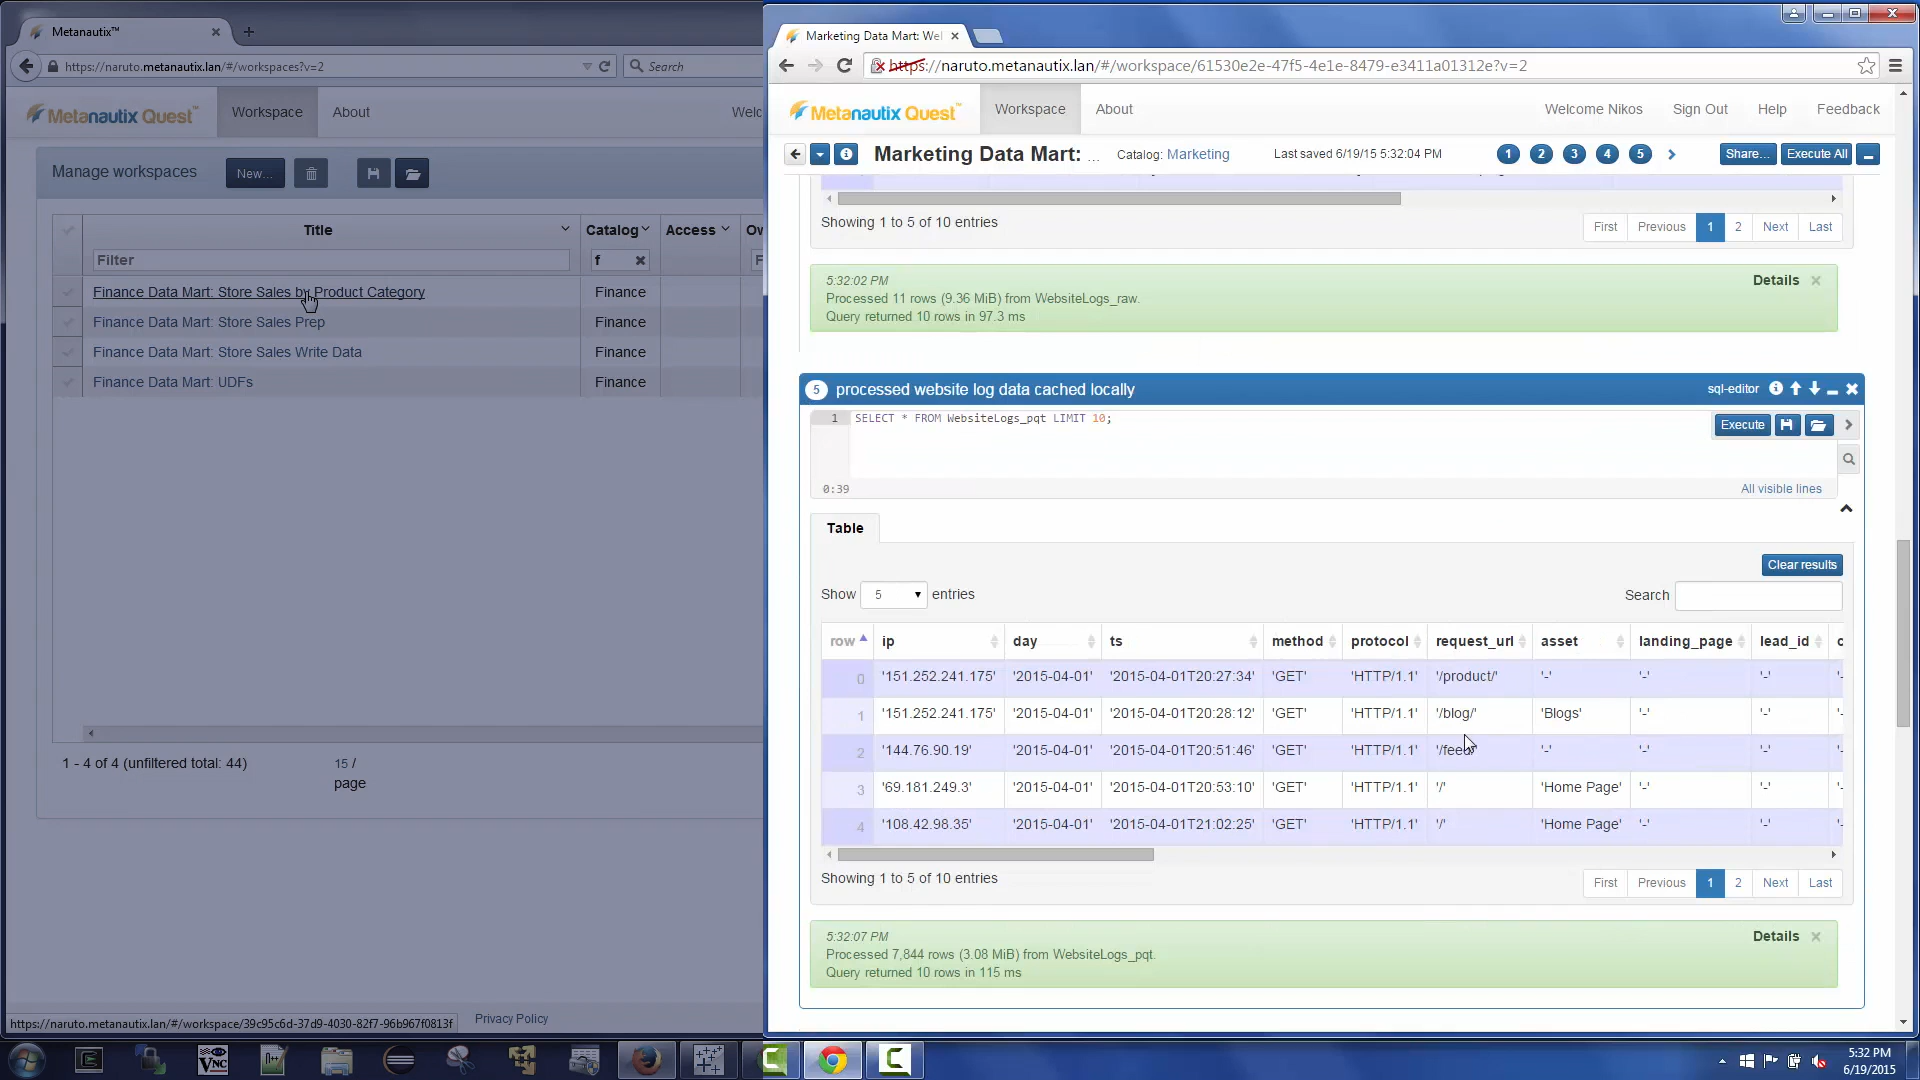 Metanautix™
https://naruto.metanautix.lan/#/workspaces?v=2
Search
Metanautix Quest™
Workspace
About
Manage workspaces
New...
Title
Catalog
Access
Filter
f
Finance Data Mart: Store Sales by Product Category
Finance
Finance Data Mart: Store Sales Prep
Finance
Finance Data Mart: Store Sales Write Data
Finance
Finance Data Mart: UDFs
Finance
1 - 4 of 4 (unfiltered total: 44)
15 /
page
https://naruto.metanautix.lan/#/workspace/39c95c6d-37d9-4030-82f7-96b967f0813f
Privacy Policy
Marketing Data Mart: We
https://naruto.metanautix.lan/#/workspace/61530e2e-47f5-4e1e-8479-e3411a01312e?v=2
Metanautix Quest™
Workspace
About
Welcome Nikos
Sign Out
Help
Feedback
Marketing Data Mart: ...
Catalog: Marketing
Last saved 6/19/15 5:32:04 PM
1 2 3 4 5
Share...
Execute All
Showing 1 to 5 of 10 entries
First Previous 1 2 Next Last
5:32:02 PM
Details
Processed 11 rows (9.36 MiB) from WebsiteLogs_raw.
Query returned 10 rows in 97.3 ms
5 processed website log data cached locally
sql-editor
1 SELECT * FROM WebsiteLogs_pqt LIMIT 10;
Execute
0:39
All visible lines
Table
Clear results
Show 5 entries
Search
row ip day ts method protocol request_url asset landing_page lead_id
0 '151.252.241.175' '2015-04-01' '2015-04-01T20:27:34' 'GET' 'HTTP/1.1' '/product/' '-' '-' '-'
1 '151.252.241.175' '2015-04-01' '2015-04-01T20:28:12' 'GET' 'HTTP/1.1' '/blog/' 'Blogs' '-' '-'
2 '144.76.90.19' '2015-04-01' '2015-04-01T20:51:46' 'GET' 'HTTP/1.1' '/feed/' '-' '-' '-'
3 '69.181.249.3' '2015-04-01' '2015-04-01T20:53:10' 'GET' 'HTTP/1.1' '/' 'Home Page' '-' '-'
4 '108.42.98.35' '2015-04-01' '2015-04-01T21:02:25' 'GET' 'HTTP/1.1' '/' 'Home Page' '-' '-'
Showing 1 to 5 of 10 entries
First Previous 1 2 Next Last
5:32:07 PM
Details
Processed 7,844 rows (3.08 MiB) from WebsiteLogs_pqt.
Query returned 10 rows in 115 ms
5:32 PM
6/19/2015